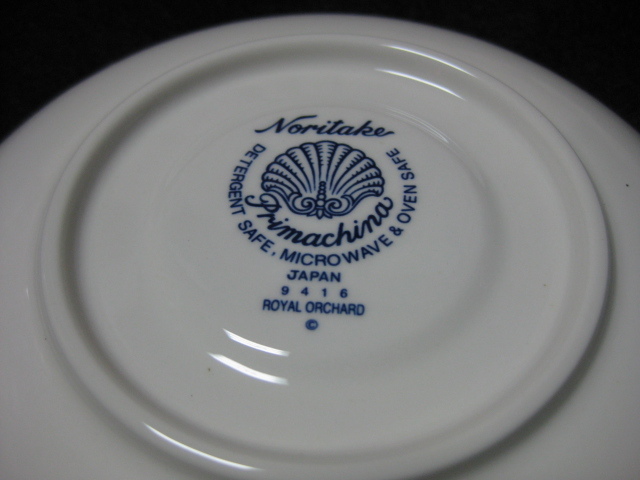 Noritake
Primachina
DETERGENT SAFE, MICROWAVE & OVEN SAFE
JAPAN
9416
ROYAL ORCHARD
©